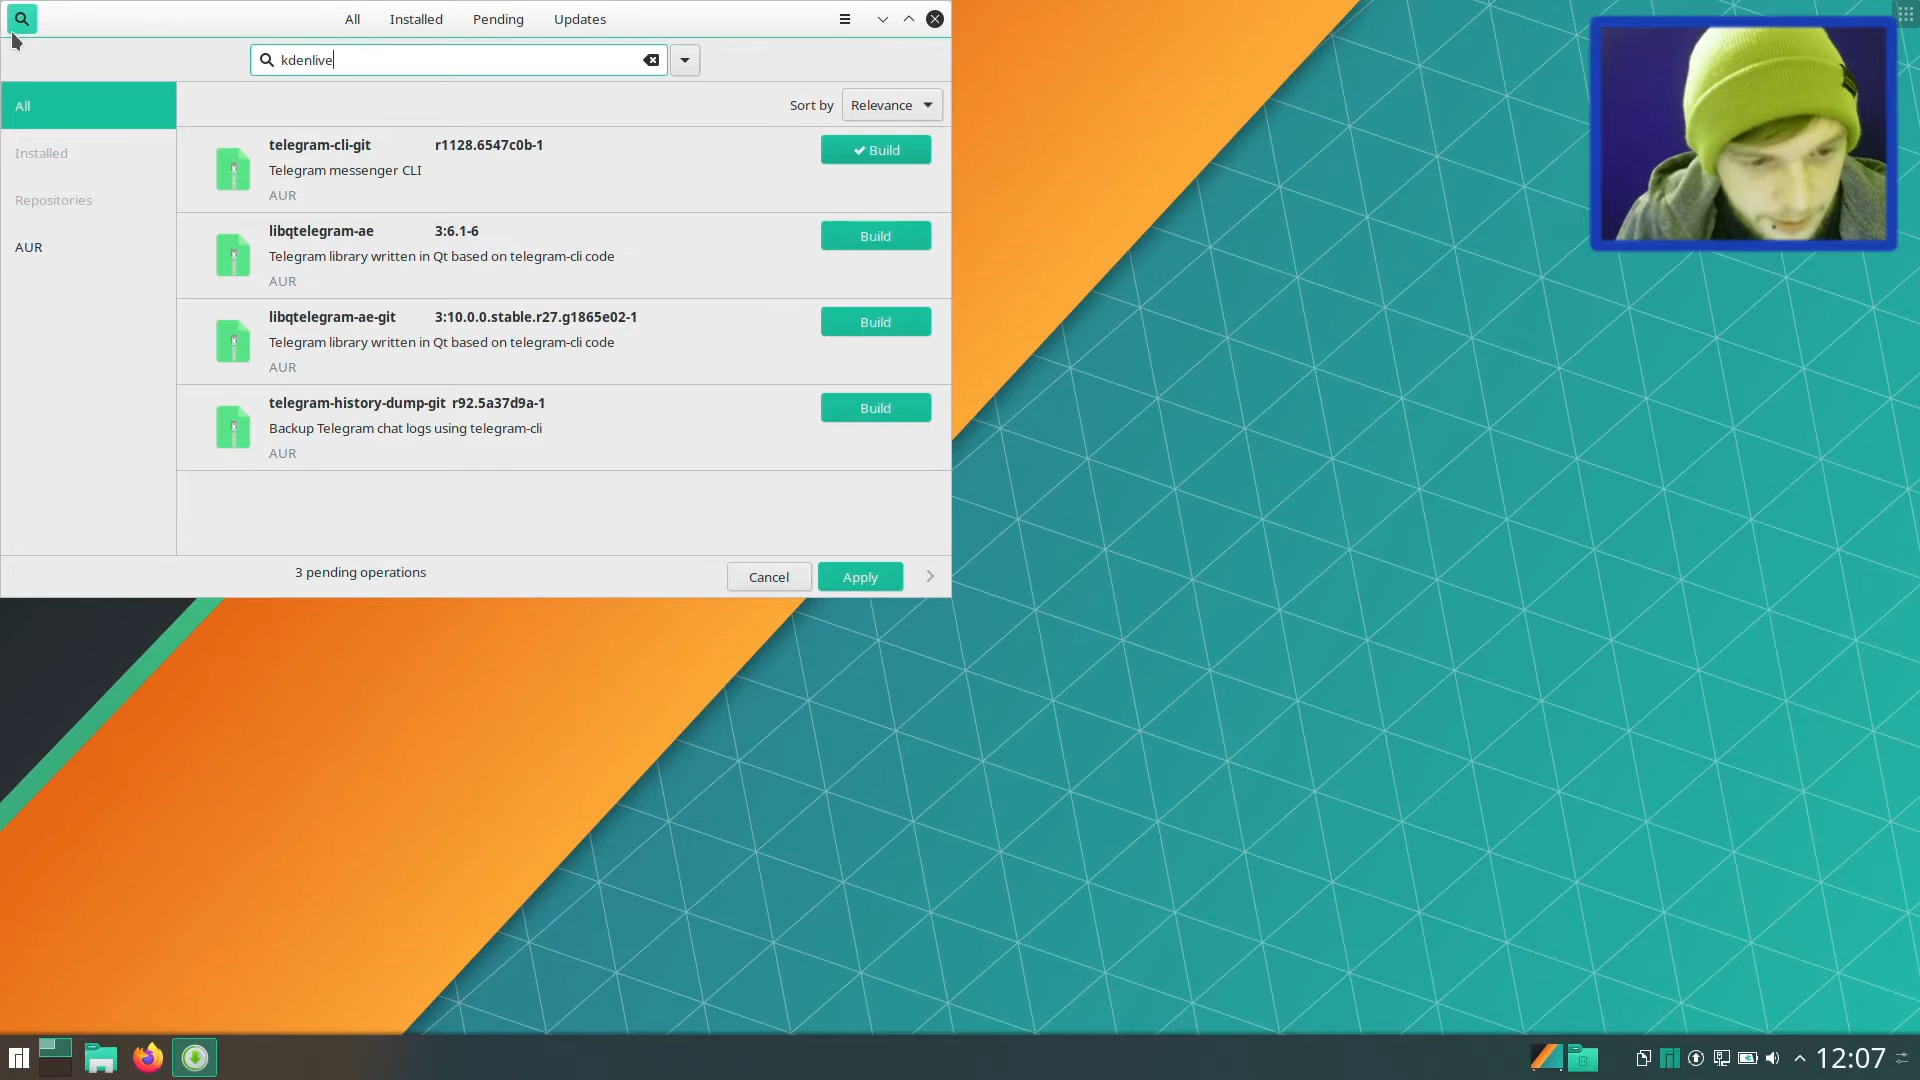 All Installed Pending Updates
kdenlive
All
Installed
Repositories
AUR
Sort by Relevance
telegram-cli-git r1128.6547c0b-1
Build
Telegram messenger CLI
AUR
libqtelegram-ae 3:6.1-6
Build
Telegram library written in Qt based on telegram-cli code
AUR
libqtelegram-ae-git 3:10.0.0.stable.r27.g1865e02-1
Build
Telegram library written in Qt based on telegram-cli code
AUR
telegram-history-dump-git r92.5a37d9a-1
Build
Backup Telegram chat logs using telegram-cli
AUR
3 pending operations
Cancel
Apply
12:07